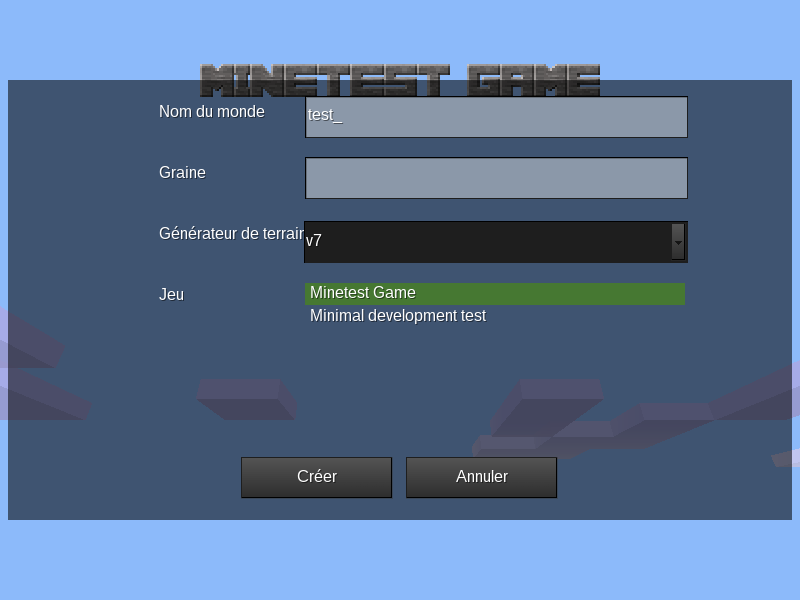 MINETEST GAME
Nom du monde
test_
Graine
Générateur de terrain
v7
Jeu
Minetest Game
Minimal development test
Créer
Annuler